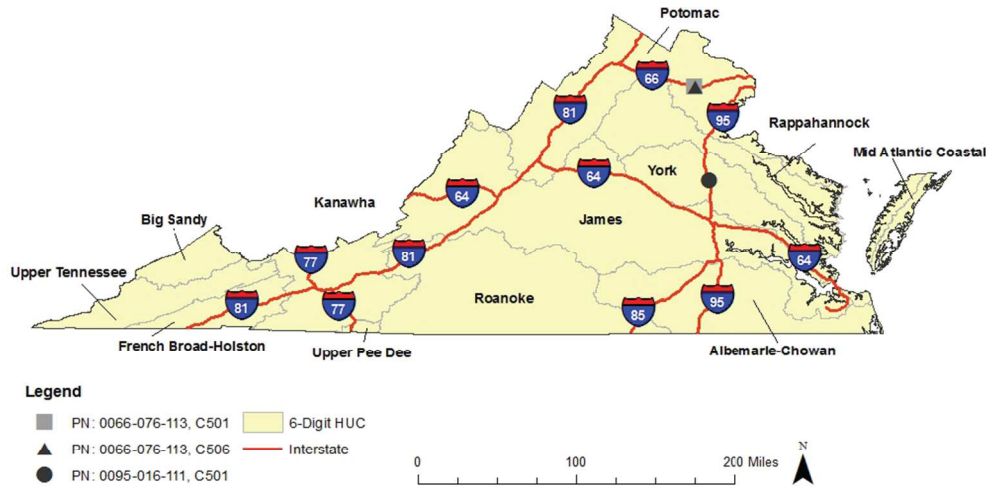 Potomac
66
81
95
Rappahannock
Mid Atlantic Coastal
York
64
64
Kanawha
James
Big Sandy
81
77
64
Upper Tennessee
Roanoke
81
77
85
95
French Broad-Holston
Upper Pee Dee
Albemarle-Chowan
Legend
PN: 0066-076-113, C501
6-Digit HUC
PN: 0066-076-113, C506
Interstate
PN: 0095-016-111, C501
N
0 100 200 Miles